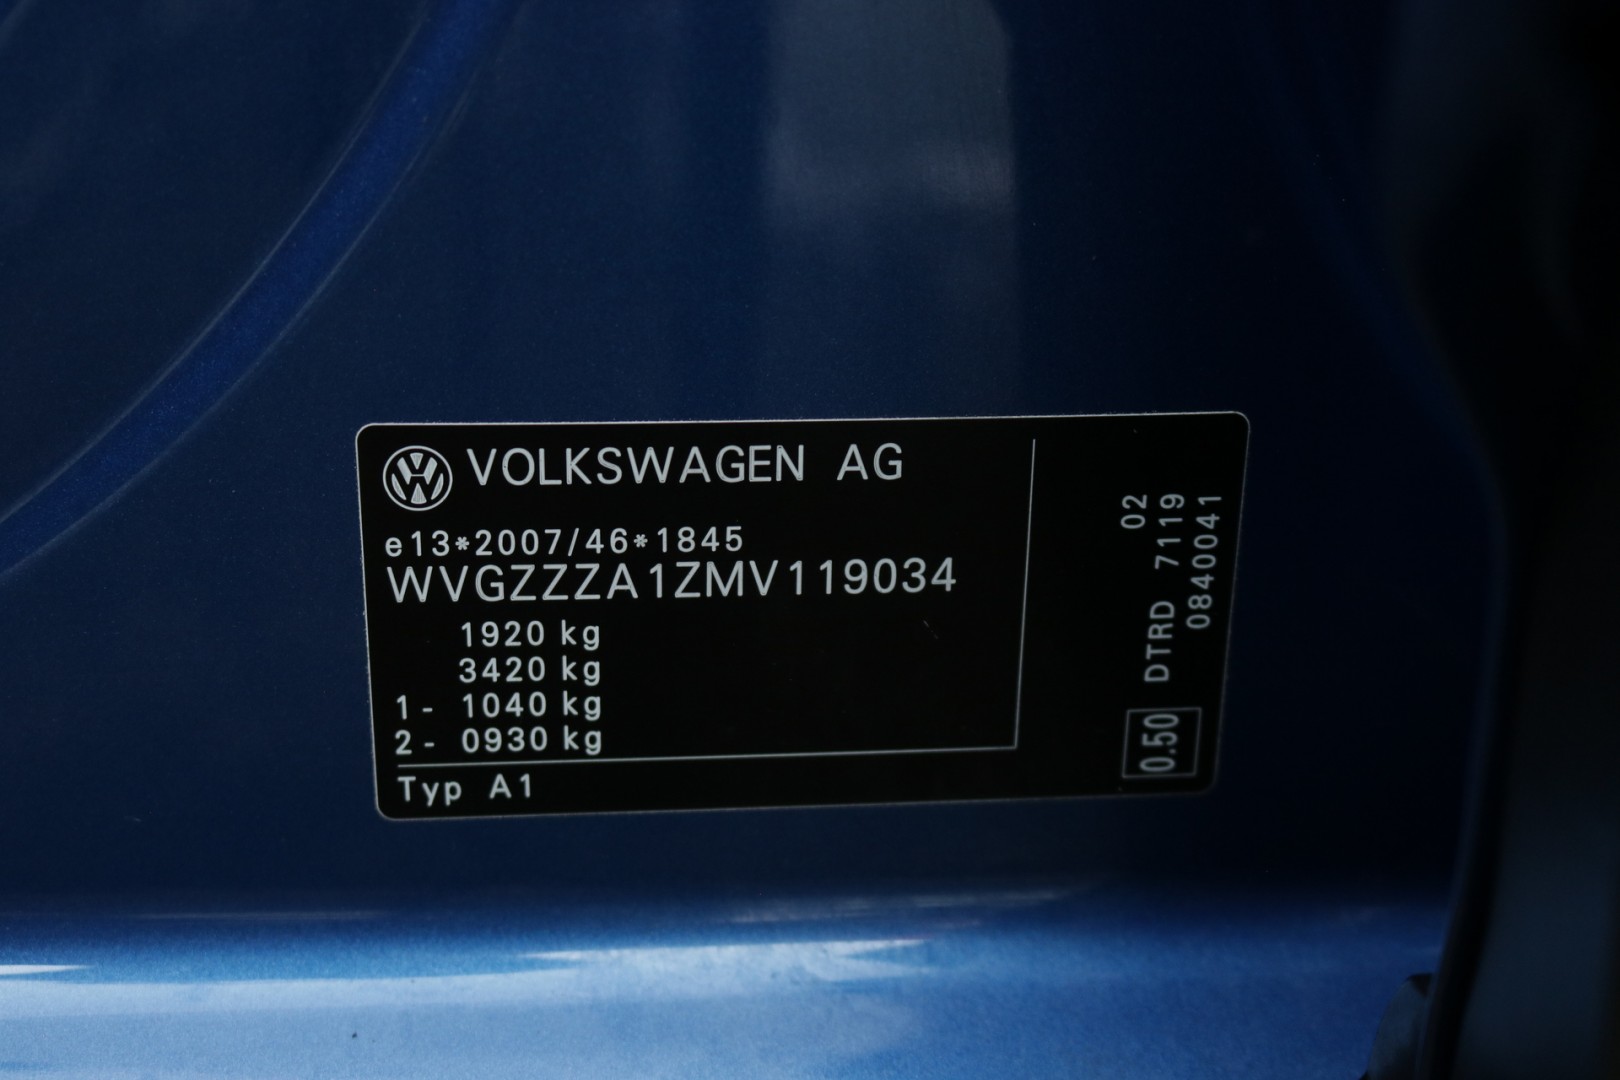 VOLKSWAGEN AG
e13*2007/46*1845
WVGZZZA1ZMV119034
1920 kg
3420 kg
1- 1040 kg
2- 0930 kg
Typ A1
02
0.50 DTRD 7119
0840041